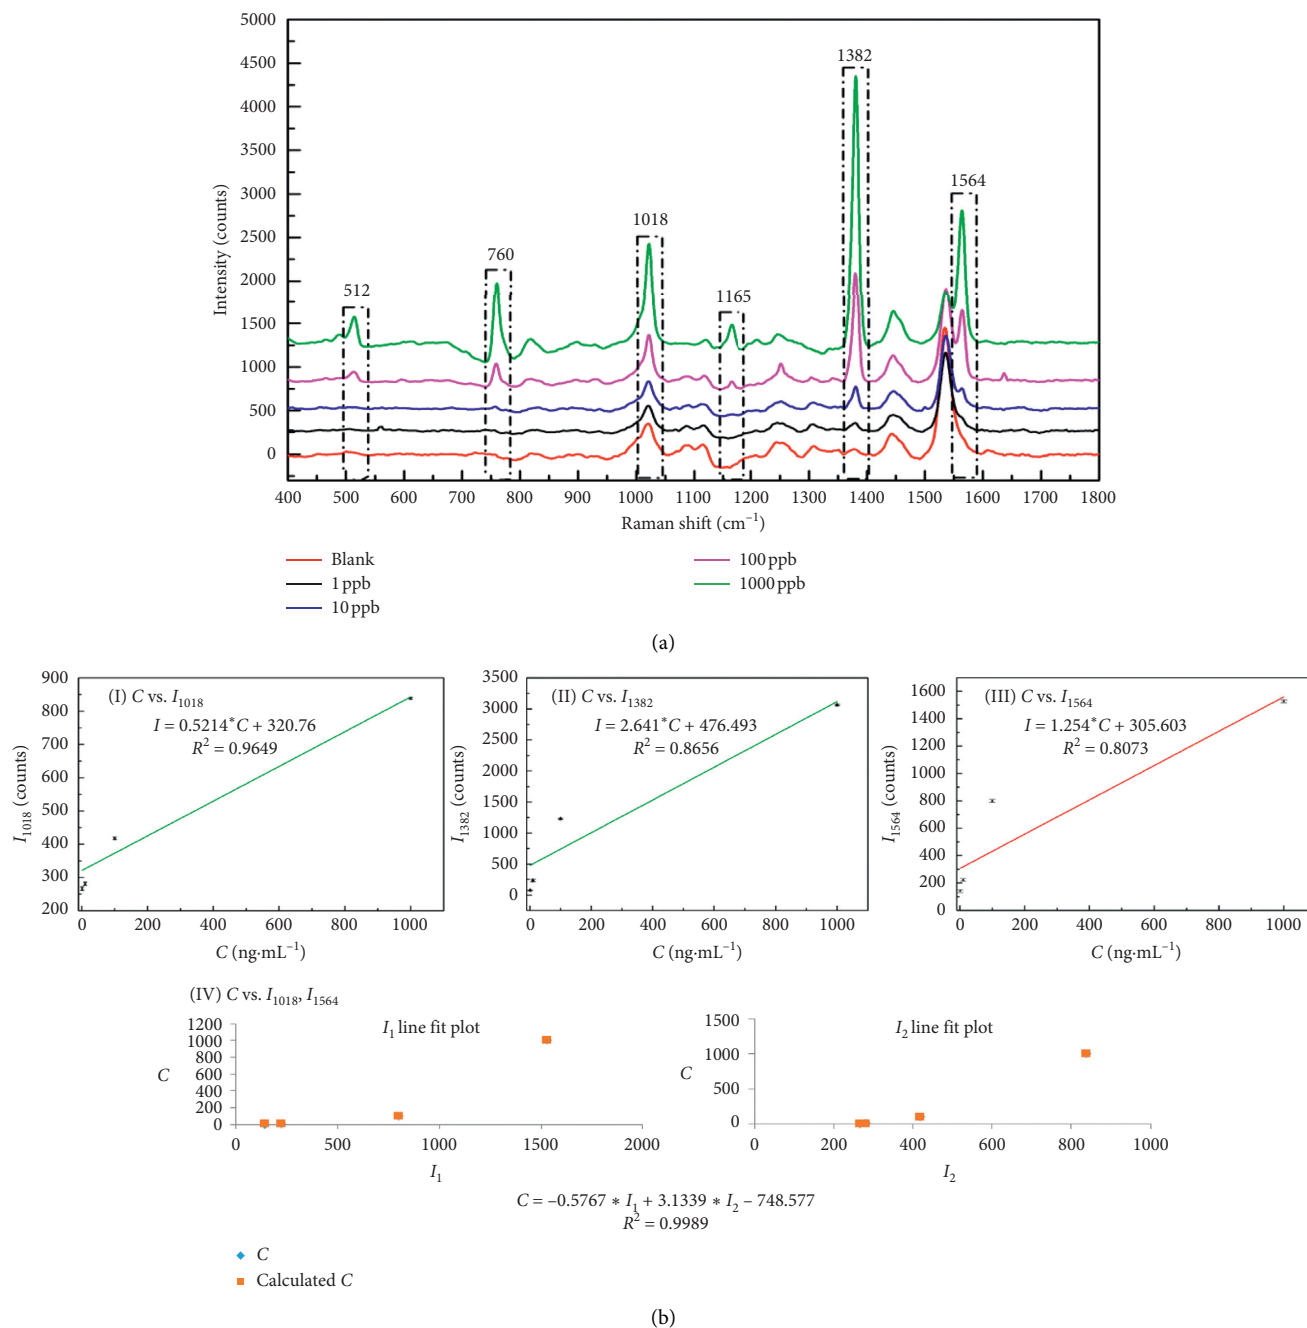 5000
4500
4000
3500
3000
2500
2000
1500
1000
500
0
Intensity (counts)
512
760
1018
1165
1382
1564
400 500 600 700 800 900 1000 1100 1200 1300 1400 1500 1600 1700 1800
Raman shift (cm⁻¹)
Blank
1 ppb
10 ppb
100 ppb
1000 ppb
(a)
900
800
700
600
500
400
300
200
I₁₀₁₈ (counts)
(I) C vs. I₁₀₁₈
I = 0.5214*C + 320.76
R² = 0.9649
0 200 400 600 800 1000
C (ng·mL⁻¹)
3500
3000
2500
2000
1500
1000
500
0
I₁₃₈₂ (counts)
(II) C vs. I₁₃₈₂
I = 2.641*C + 476.493
R² = 0.8656
0 200 400 600 800 1000
C (ng·mL⁻¹)
1600
1400
1200
1000
800
600
400
200
0
I₁₅₆₄ (counts)
(III) C vs. I₁₅₆₄
I = 1.254*C + 305.603
R² = 0.8073
0 200 400 600 800 1000
C (ng·mL⁻¹)
(IV) C vs. I₁₀₁₈, I₁₅₆₄
1200
1000
800
600
400
200
0
C
I₁ line fit plot
0 500 1000 1500 2000
I₁
1500
1000
500
0
C
I₂ line fit plot
0 200 400 600 800 1000
I₂
C = –0.5767 * I₁ + 3.1339 * I₂ – 748.577
R² = 0.9989
C
Calculated C
(b)